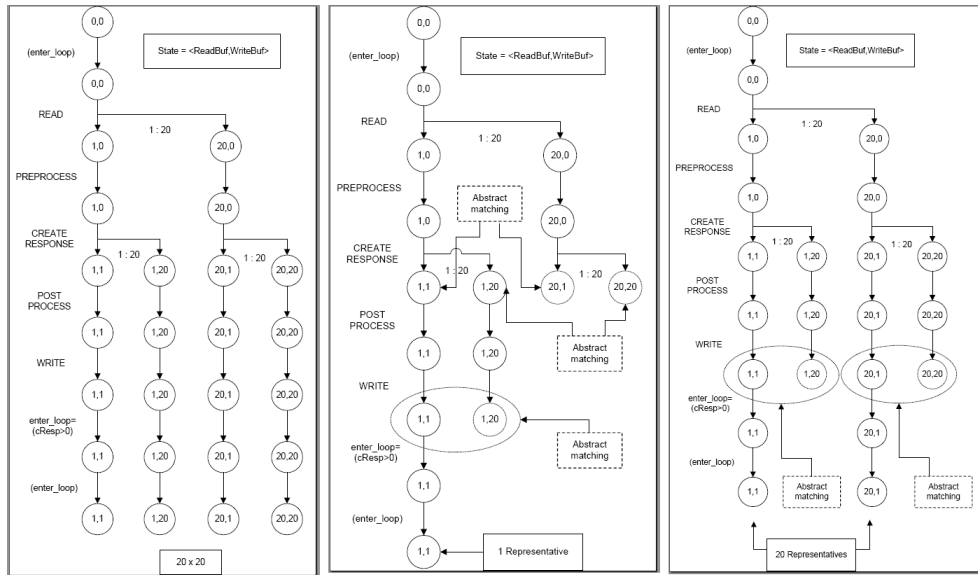 0,0
(enter_loop)
State = <ReadBuf,WriteBuf>
0,0
READ
1 : 20
1,0
20,0
PREPROCESS
1,0
20,0
CREATE
RESPONSE
1 : 20
1 : 20
1,1
1,20
20,1
20,20
POST
PROCESS
1,1
1,20
20,1
20,20
WRITE
1,1
1,20
20,1
20,20
enter_loop=
(cResp>0)
1,1
1,20
20,1
20,20
(enter_loop)
1,1
1,20
20,1
20,20
20 x 20
0,0
(enter_loop)
State = <ReadBuf,WriteBuf>
0,0
READ
1 : 20
1,0
20,0
PREPROCESS
Abstract
matching
1,0
20,0
CREATE
RESPONSE
1 : 20
1 : 20
1,1
1,20
20,1
20,20
POST
PROCESS
1,1
1,20
Abstract
matching
WRITE
1,1
1,20
enter_loop=
(cResp>0)
Abstract
matching
1,1
(enter_loop)
1,1
1 Representative
0,0
(enter_loop)
State = <ReadBuf,WriteBuf>
0,0
READ
1 : 20
1,0
20,0
PREPROCESS
1,0
20,0
CREATE
RESPONSE
1 : 20
1 : 20
1,1
1,20
20,1
20,20
POST
PROCESS
1,1
1,20
20,1
20,20
WRITE
1,1
1,20
20,1
20,20
enter_loop=
(cResp>0)
1,1
20,1
(enter_loop)
Abstract
matching
Abstract
matching
1,1
20,1
20 Representatives